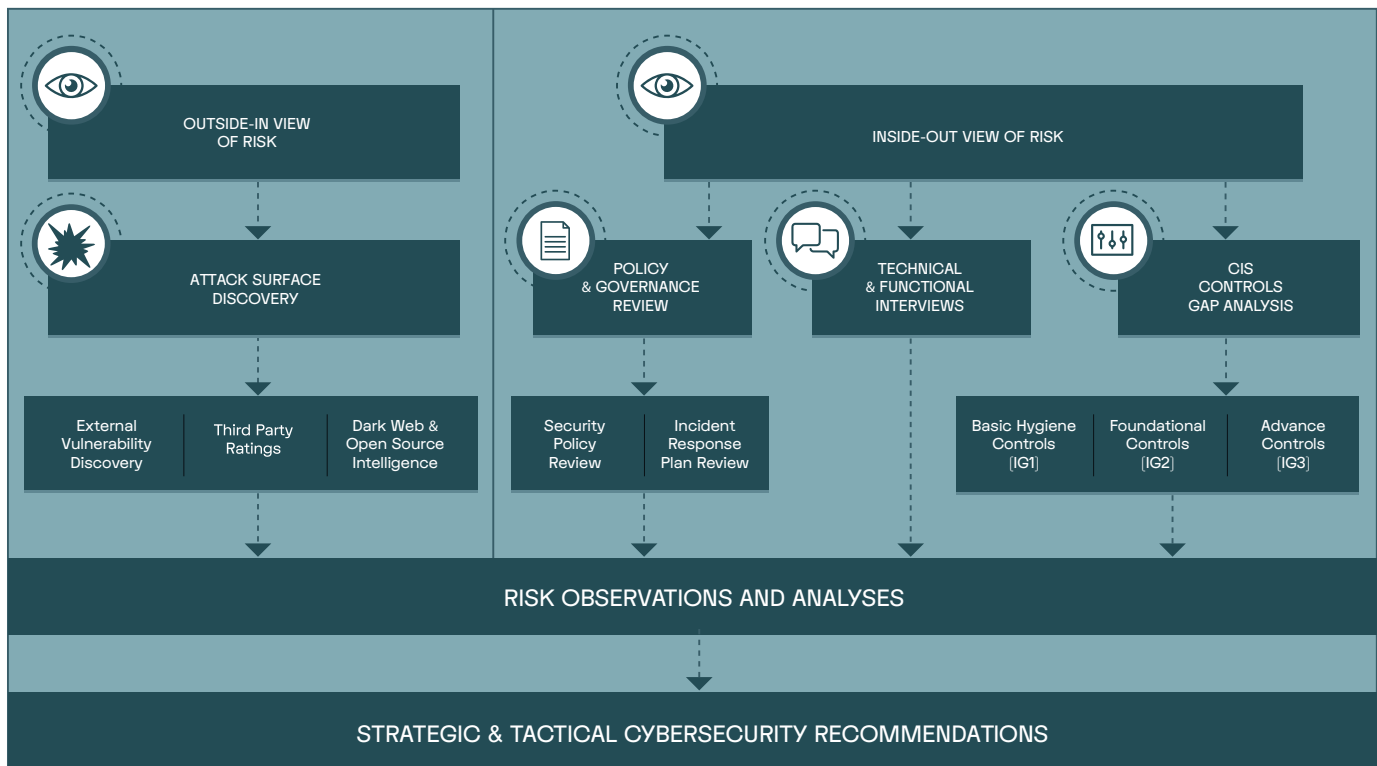 OUTSIDE-IN VIEW
OF RISK
INSIDE-OUT VIEW OF RISK
ATTACK SURFACE
DISCOVERY
POLICY
& GOVERNANCE
REVIEW
TECHNICAL
& FUNCTIONAL
INTERVIEWS
CIS
CONTROLS
GAP ANALYSIS
External
Vulnerability
Discovery
Third Party
Ratings
Dark Web &
Open Source
Intelligence
Security
Policy
Review
Incident
Response
Plan Review
Basic Hygiene
Controls
[IG1]
Foundational
Controls
[IG2]
Advance
Controls
[IG3]
RISK OBSERVATIONS AND ANALYSES
STRATEGIC & TACTICAL CYBERSECURITY RECOMMENDATIONS